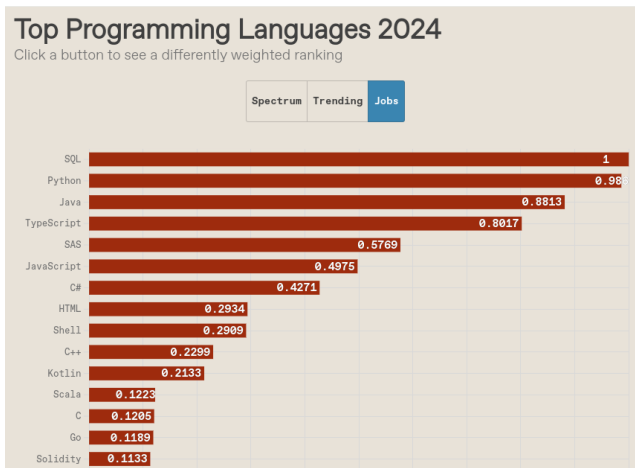 Top Programming Languages 2024
Click a button to see a differently weighted ranking
Spectrum Trending Jobs
SQL 1
Python 0.98
Java 0.8813
TypeScript 0.8017
SAS 0.5769
JavaScript 0.4975
C# 0.4271
HTML 0.2934
Shell 0.2909
C++ 0.2299
Kotlin 0.2133
Scala 0.1223
C 0.1205
Go 0.1189
Solidity 0.1133